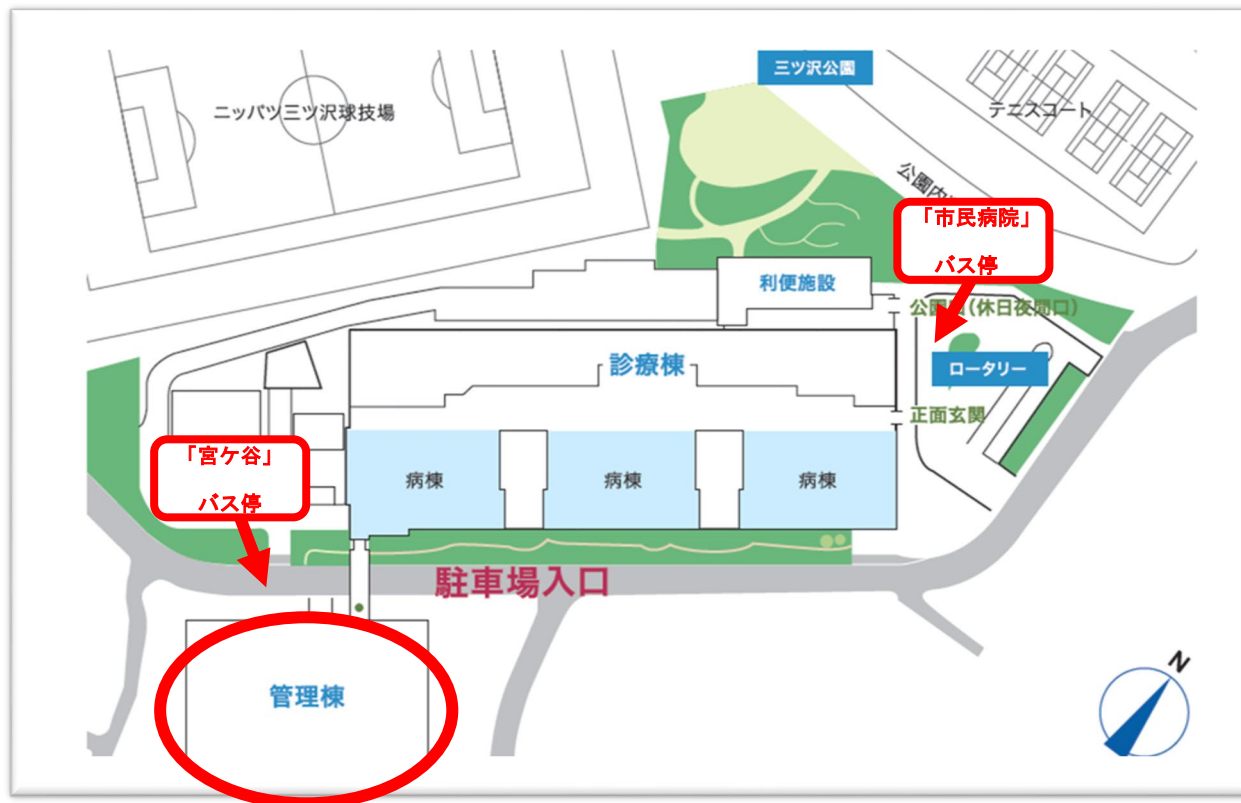 三ツ沢公園
ニッパツ三ツ沢球技場
テニスコート
公園内
「市民病院」
バス停
利便施設
公園口(休日夜間口)
診療棟
ロータリー
正面玄関
「宮ケ谷」
バス停
病棟
病棟
病棟
駐車場入口
管理棟
N